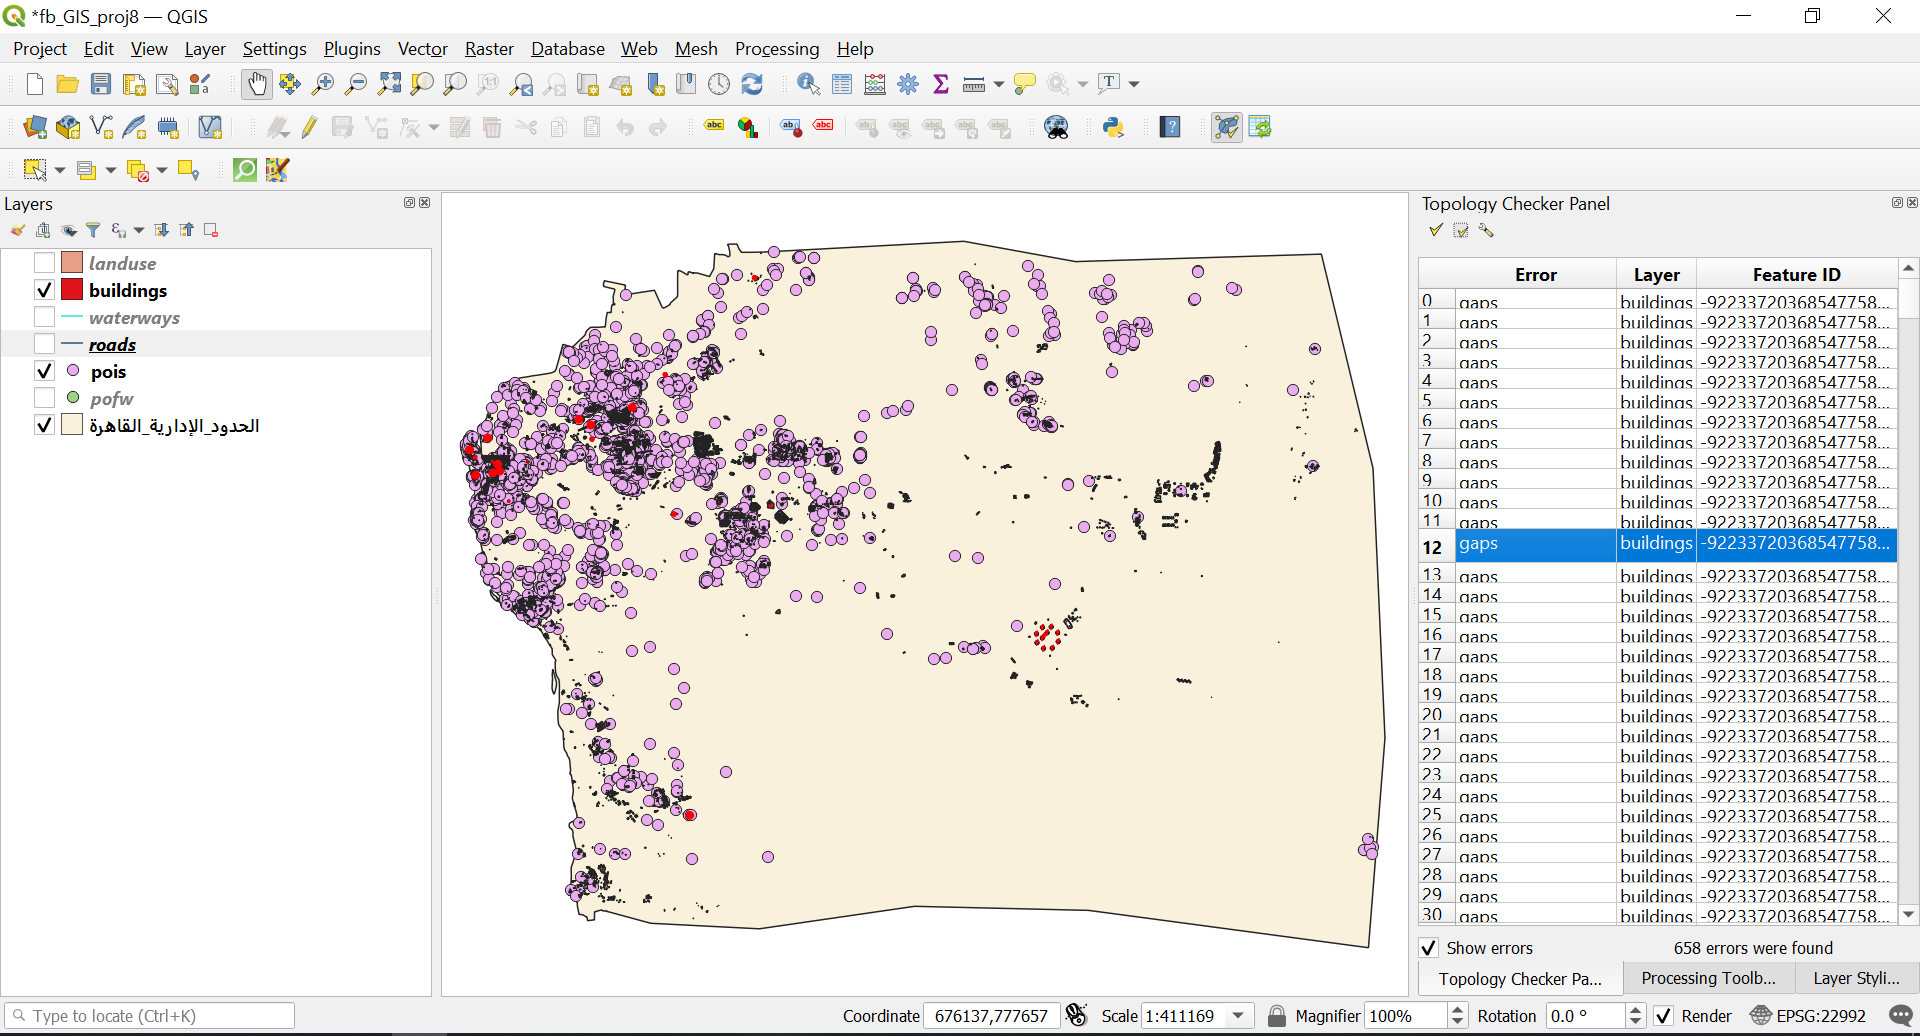 *fb_GIS_proj8 — QGIS
Project Edit View Layer Settings Plugins Vector Raster Database Web Mesh Processing Help
Layers
landuse
buildings
waterways
roads
pois
pofw
الحدود_الإدارية_القاهرة
Topology Checker Panel
Error Layer Feature ID
0 gaps buildings -92233720368547758...
1 gaps buildings -92233720368547758...
2 gaps buildings -92233720368547758...
3 gaps buildings -92233720368547758...
4 gaps buildings -92233720368547758...
5 gaps buildings -92233720368547758...
6 gaps buildings -92233720368547758...
7 gaps buildings -92233720368547758...
8 gaps buildings -92233720368547758...
9 gaps buildings -92233720368547758...
10 gaps buildings -92233720368547758...
11 gaps buildings -92233720368547758...
12 gaps buildings -92233720368547758...
13 gaps buildings -92233720368547758...
14 gaps buildings -92233720368547758...
15 gaps buildings -92233720368547758...
16 gaps buildings -92233720368547758...
17 gaps buildings -92233720368547758...
18 gaps buildings -92233720368547758...
19 gaps buildings -92233720368547758...
20 gaps buildings -92233720368547758...
21 gaps buildings -92233720368547758...
22 gaps buildings -92233720368547758...
23 gaps buildings -92233720368547758...
24 gaps buildings -92233720368547758...
25 gaps buildings -92233720368547758...
26 gaps buildings -92233720368547758...
27 gaps buildings -92233720368547758...
28 gaps buildings -92233720368547758...
29 gaps buildings -92233720368547758...
30 gaps buildings -92233720368547758...
Show errors 658 errors were found
Topology Checker Pa... Processing Toolb... Layer Styli...
Type to locate (Ctrl+K) Coordinate 676137,777657 Scale 1:411169 Magnifier 100% Rotation 0.0 ° Render EPSG:22992